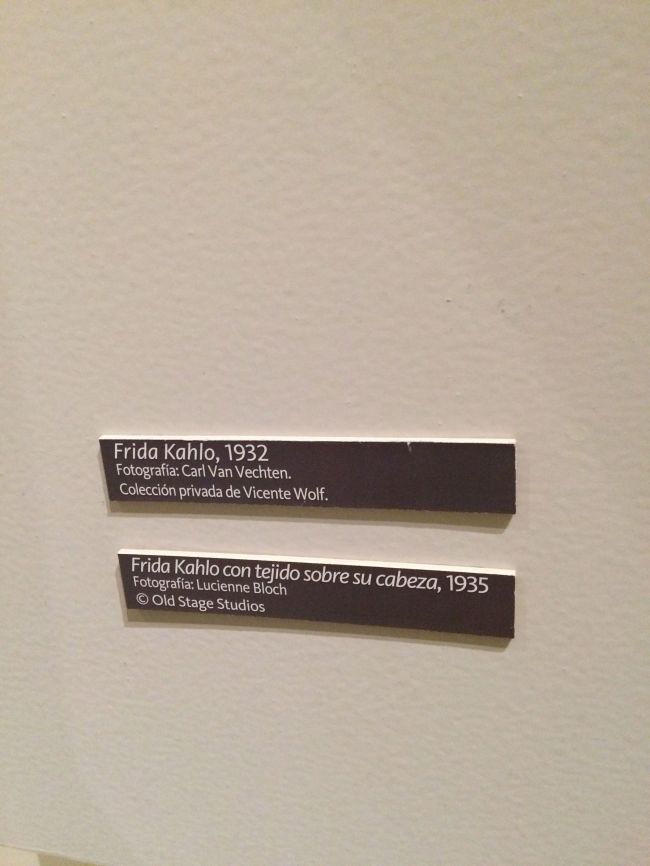 Frida Kahlo, 1932
Fotografía: Carl Van Vechten.
Colección privada de Vicente Wolf.
Frida Kahlo con tejido sobre su cabeza, 1935
Fotografía: Lucienne Bloch
© Old Stage Studios